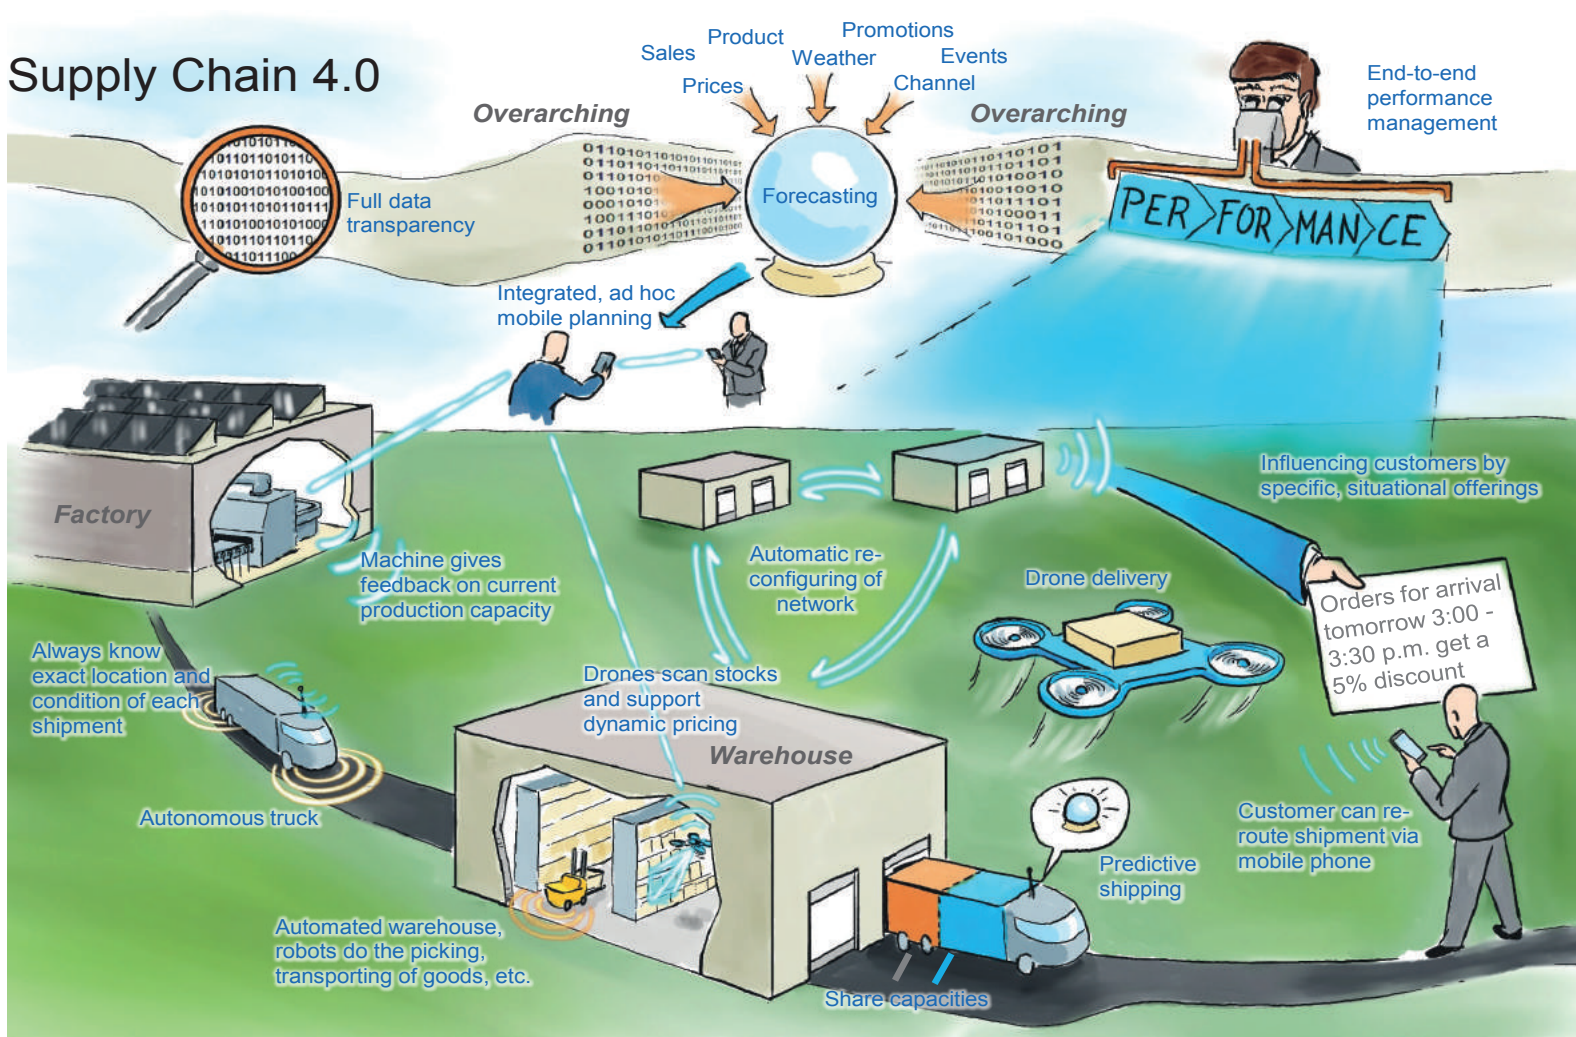 Supply Chain 4.0
Sales
Product
Promotions
Prices
Weather
Events
Channel
Overarching
Overarching
End-to-end
performance
management
Full data
transparency
Forecasting
PER FOR MAN CE
Integrated, ad hoc
mobile planning
Factory
Machine gives
feedback on current
production capacity
Automatic re-
configuring of
network
Influencing customers by
specific, situational offerings
Drone delivery
Orders for arrival
tomorrow 3:00 -
3:30 p.m. get a
5% discount
Always know
exact location and
condition of each
shipment
Autonomous truck
Drones scan stocks
and support
dynamic pricing
Warehouse
Customer can re-
route shipment via
mobile phone
Predictive
shipping
Automated warehouse,
robots do the picking,
transporting of goods, etc.
Share capacities